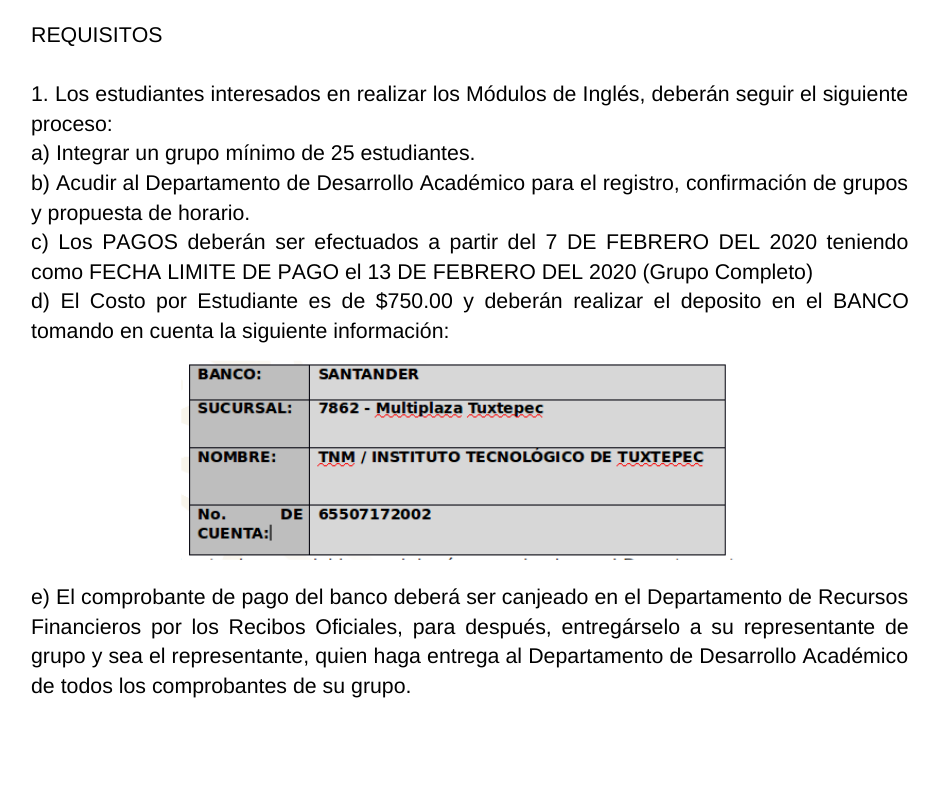 REQUISITOS
1. Los estudiantes interesados en realizar los Módulos de Inglés, deberán seguir el siguiente
proceso:
a) Integrar un grupo mínimo de 25 estudiantes.
b) Acudir al Departamento de Desarrollo Académico para el registro, confirmación de grupos
y propuesta de horario.
c) Los PAGOS deberán ser efectuados a partir del 7 DE FEBRERO DEL 2020 teniendo
como FECHA LIMITE DE PAGO el 13 DE FEBRERO DEL 2020 (Grupo Completo)
d) El Costo por Estudiante es de $750.00 y deberán realizar el deposito en el BANCO
tomando en cuenta la siguiente información:
BANCO: SANTANDER
SUCURSAL: 7862 - Multiplaza Tuxtepec
NOMBRE: TNM / INSTITUTO TECNOLÓGICO DE TUXTEPEC
No. DE 65507172002
CUENTA:
e) El comprobante de pago del banco deberá ser canjeado en el Departamento de Recursos
Financieros por los Recibos Oficiales, para después, entregárselo a su representante de
grupo y sea el representante, quien haga entrega al Departamento de Desarrollo Académico
de todos los comprobantes de su grupo.